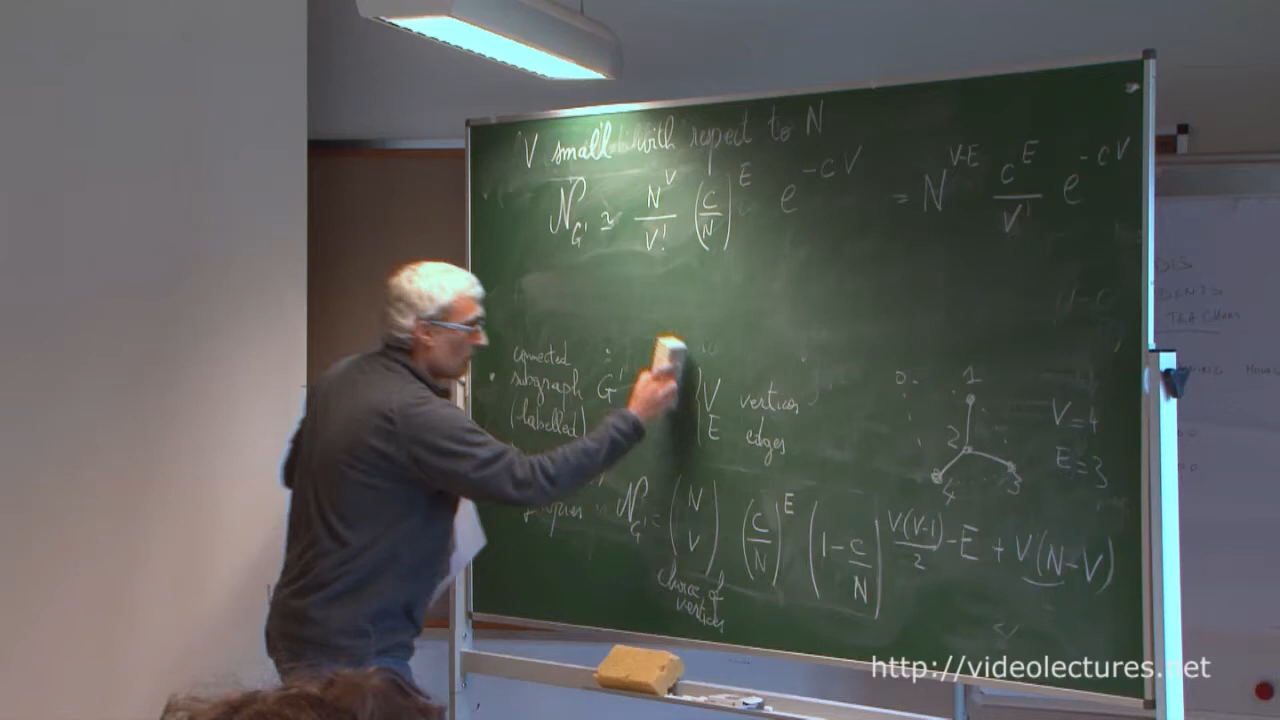 V small with repect to N
N_G' ≃ N^V/V! (c/N)^E e^{-cV} = N^{V-E} c^E/V! e^{-cV}
connected
subgraph G' V vertices
(labelled) E edges
1
2
4 3
V=4
E=3
N_G' = (N V) (c/N)^E (1-c/N)^{V(V-1)/2 - E + V(N-V)}
choice of
vertices
http://videolectures.net